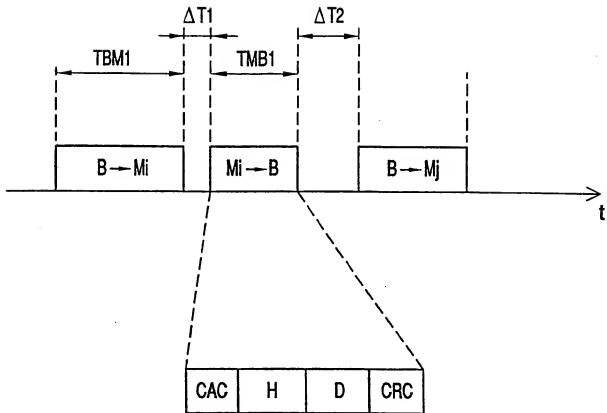 ΔT1 ΔT2
TBM1 TMB1
B→Mi Mi→B B→Mj
t
CAC H D CRC